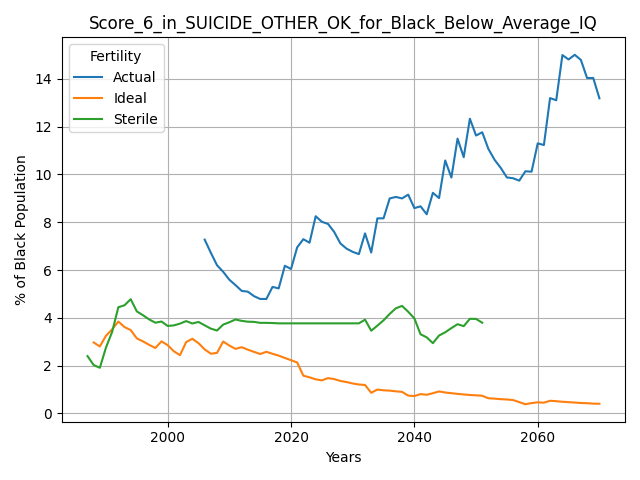 Score_6_in_SUICIDE_OTHER_OK_for_Black_Below_Average_IQ
Fertility
Actual
Ideal
Sterile
% of Black Population
14
12
10
8
6
4
2
0
2000 2020 2040 2060
Years